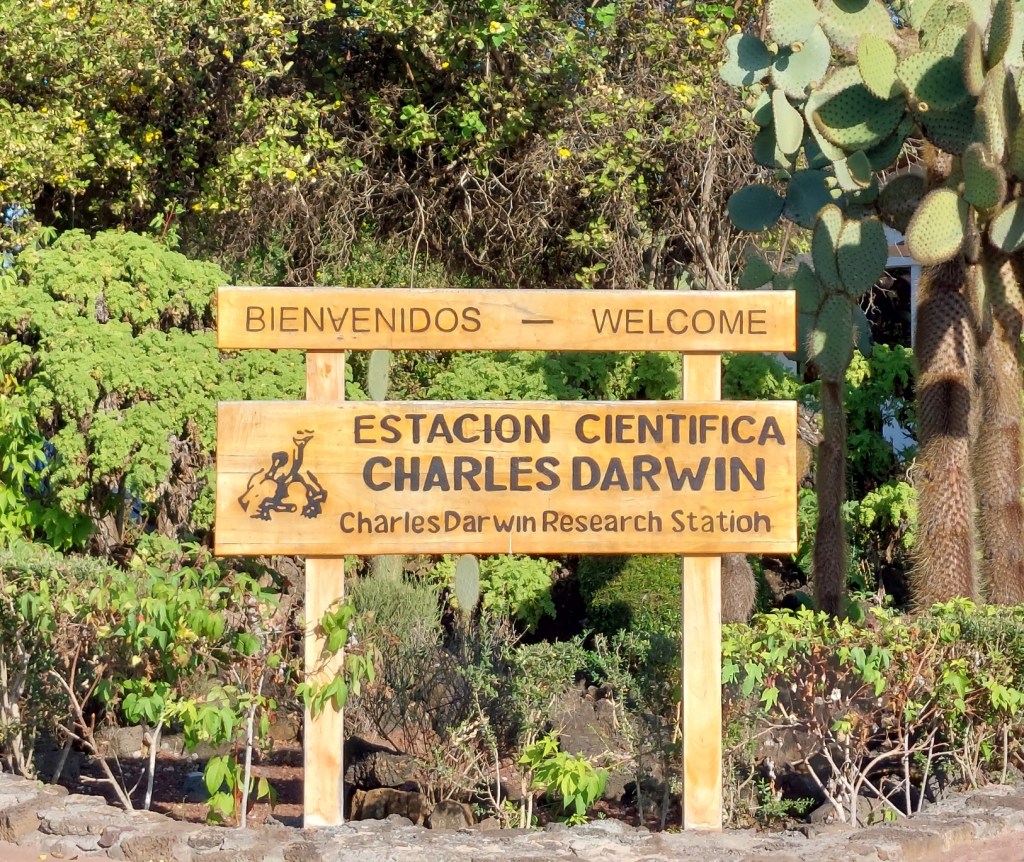 BIENVENIDOS — WELCOME
ESTACION CIENTIFICA
CHARLES DARWIN
Charles Darwin Research Station